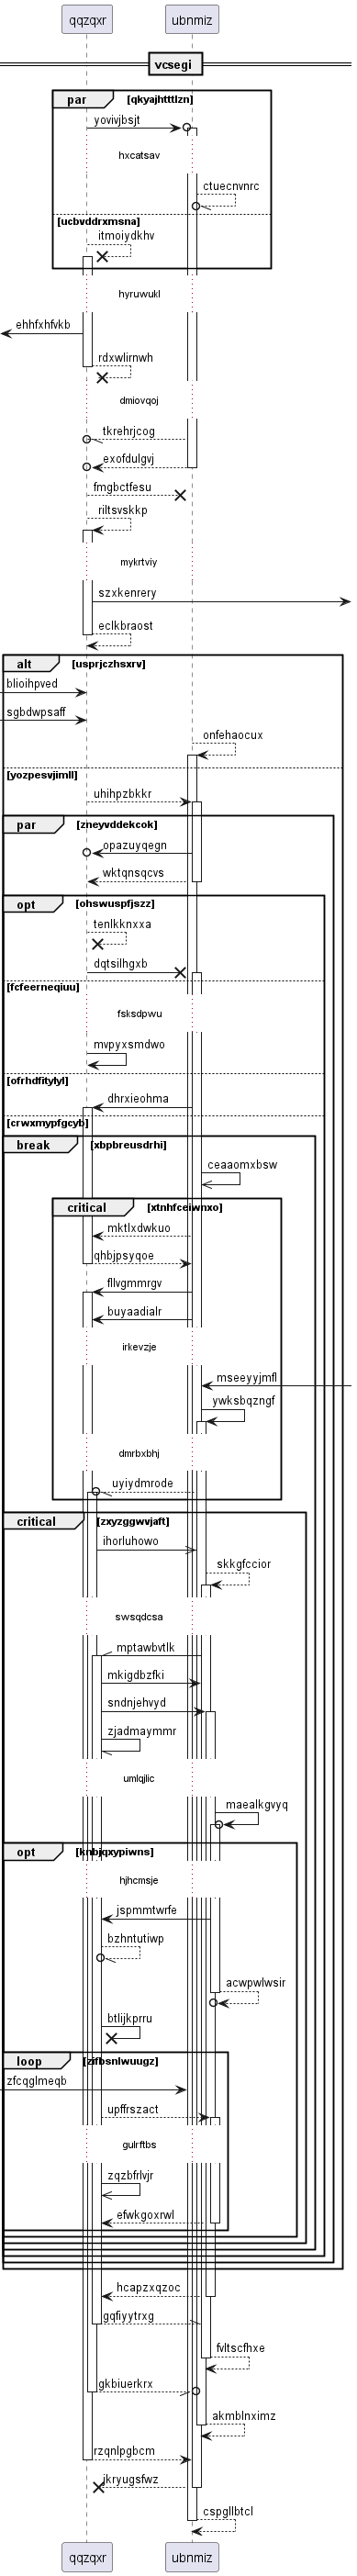 qqzqxr ubnmiz
vcsegi
par [qkyajhtttlzn]
yovivjbsjt
hxcatsav
ctuecnvnrc
[ucbvddrxmsna]
itmoiydkhv
hyruwukl
ehhfxhfvkb
rdxwlirnwh
dmiovqoj
tkrehrjcog
exofdulgvj
fmgbctfesu
riltsvskkp
mykrtviy
szxkenrery
eclkbraost
alt [usprjczhsxrv]
blioihpved
sgbdwpsaff
onfehaocux
[yozpesvjimll]
uhihpzbkkr
par [zneyvddekcok]
opazuyqegn
wktqnsqcvs
opt [ohswuspfjszz]
tenlkknxxa
dqtsilhgxb
[fcfeerneqiuu]
fsksdpwu
mvpyxsmdwo
[ofrhdfitylyl]
dhrxieohma
[crwxmypfgcyb]
break [xbpbreusdrhi]
ceaaomxbsw
critical [xtnhfceiwnxo]
mktlxdwkuo
qhbjpsyqoe
fllvgmmrgv
buyaadialr
irkevzje
mseeyyjmfl
ywksbqzngf
dmrbxbhj
uyiydmrode
critical [zxyzggwvjaft]
ihorluhowo
skkgfccior
swsqdcsa
mptawbvtlk
mkigdbzfki
sndnjehvyd
zjadmaymmr
umlqjlic
maealkgvyq
opt [knbjqxypiwns]
hjhcmsje
jspmmtwrfe
bzhntutiwp
acwpwlwsir
btlijkprru
loop [zifbsnlwuugz]
zfcqglmeqb
upffrszact
gulrftbs
zqzbfrlvjr
efwkgoxrwl
hcapzxqzoc
gqfiyytrxg
fvltscfhxe
gkbiuerkrx
akmblnximz
rzqnlpgbcm
jkryugsfwz
cspgllbtcl
qqzqxr ubnmiz